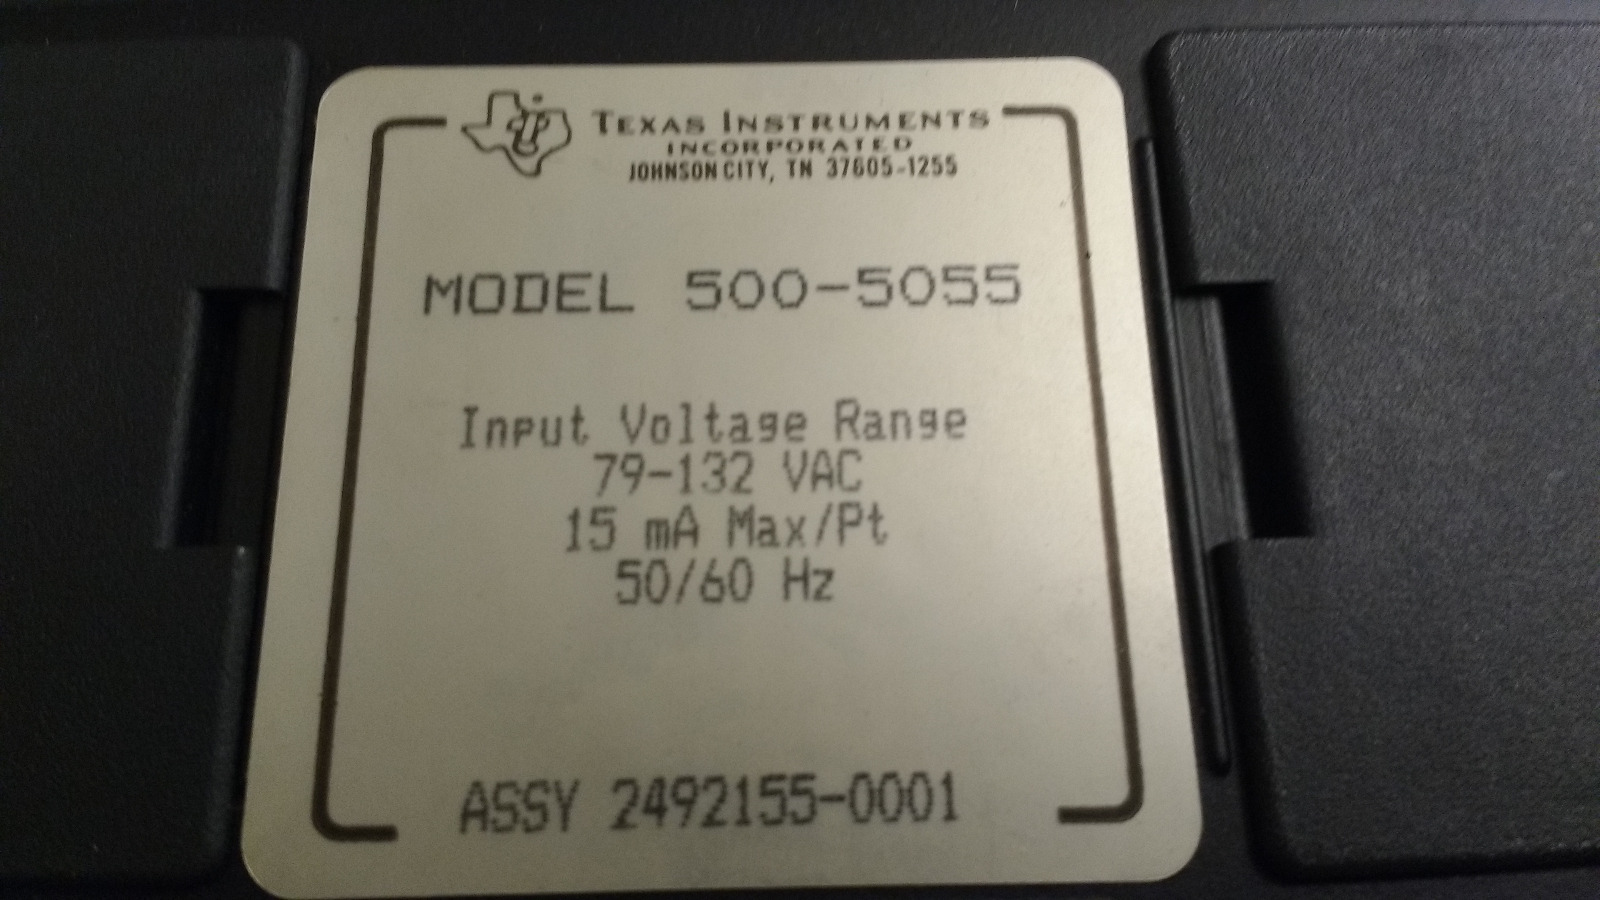 TEXAS INSTRUMENTS
INCORPORATED
JOHNSON CITY, TN 37605-1255
MODEL 500-5055
Input Voltage Range
79-132 VAC
15 mA Max/Pt
50/60 Hz
ASSY 2492155-0001